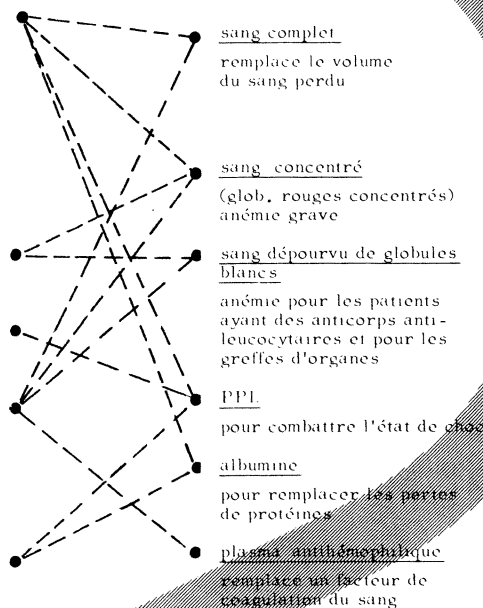 sang complet
remplace le volume
du sang perdu
sang concentré
(glob. rouges concentrés)
anémie grave
sang dépourvu de globules
blancs
anémie pour les patients
ayant des anticorps anti-
leucocytaires et pour les
greffes d'organes
PPL
pour combattre l'état de choc
albumine
pour remplacer les pertes
de protéines
plasma antihémophilique
remplace un facteur de
coagulation du sang